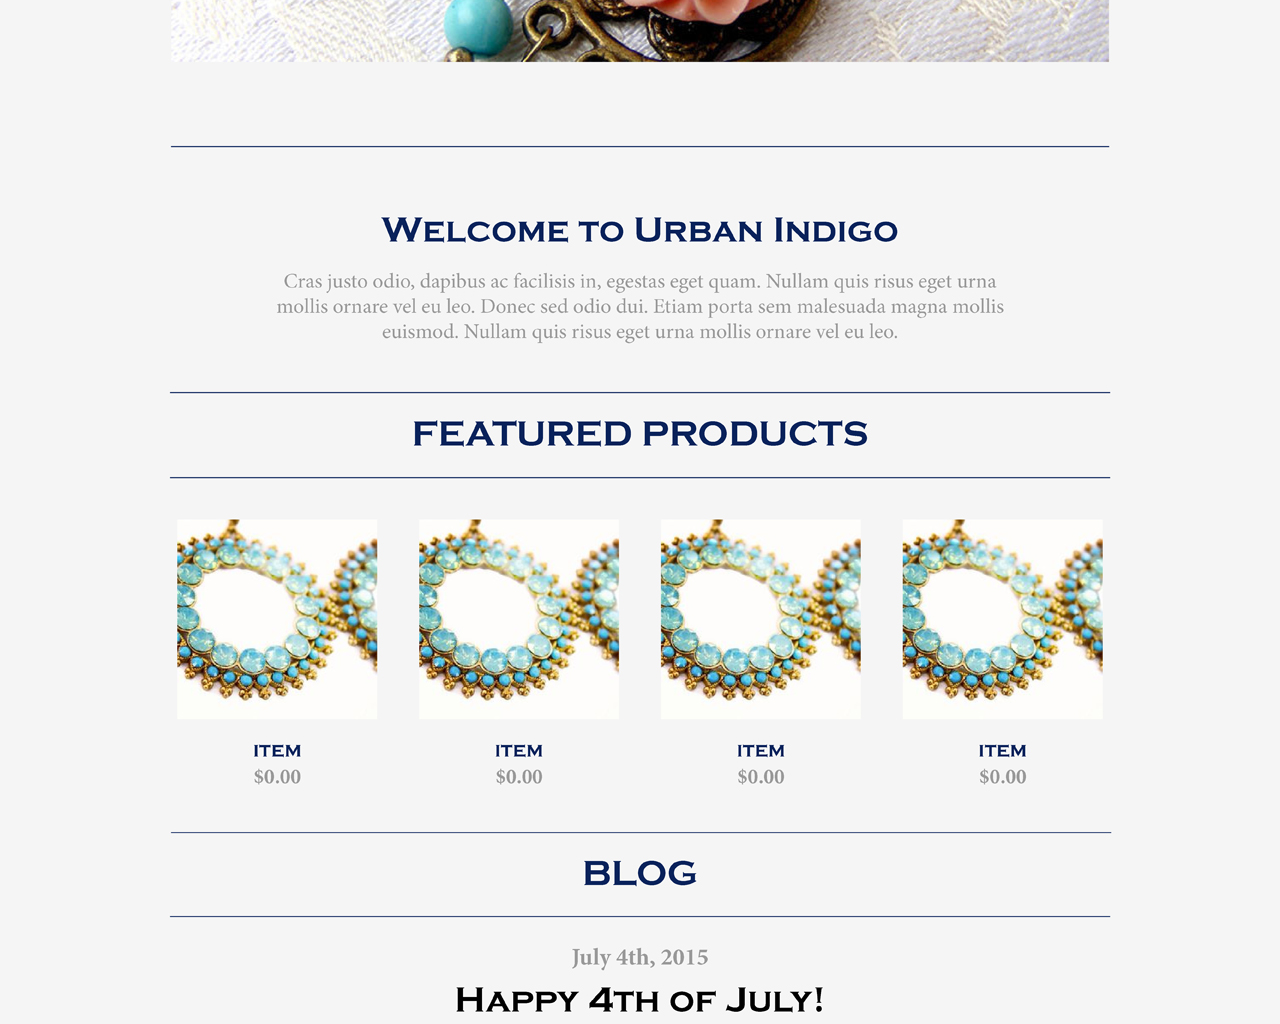 Welcome to Urban Indigo
Cras justo odio, dapibus ac facilisis in, egestas eget quam. Nullam quis risus eget urna
mollis ornare vel eu leo. Donec sed odio dui. Etiam porta sem malesuada magna mollis
euismod. Nullam quis risus eget urna mollis ornare vel eu leo.
FEATURED PRODUCTS
ITEM ITEM ITEM ITEM
$0.00 $0.00 $0.00 $0.00
BLOG
July 4th, 2015
Happy 4th of July!